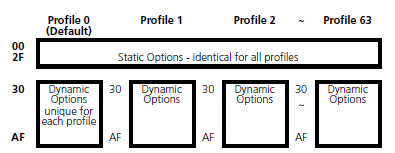 Profile 0 Profile 1 Profile 2 ~ Profile 63
(Default)
00
2F
Static Options - identical for all profiles
30 Dynamic 30 Dynamic 30 Dynamic 30 Dynamic
Options Options Options ~ Options
unique for
each profile
AF AF AF AF